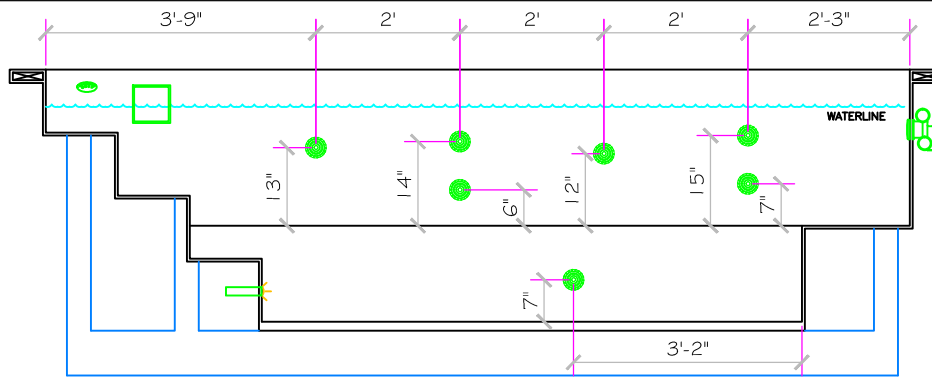 3'-9" 2' 2' 2' 2'-3"
WATERLINE
13" 14" 6" 12" 15" 7"
7"
3'-2"